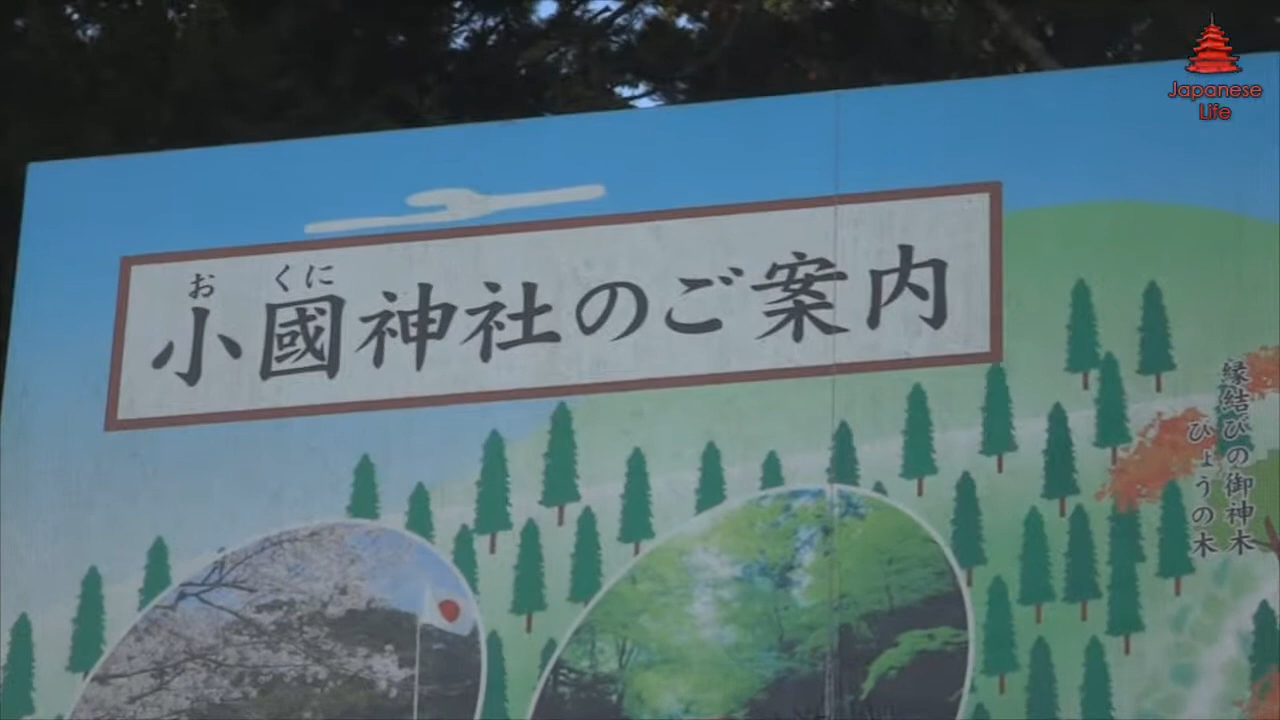 おくに
小國神社のご案内
縁結びの御神木
ひょうの木
Japanese
Life